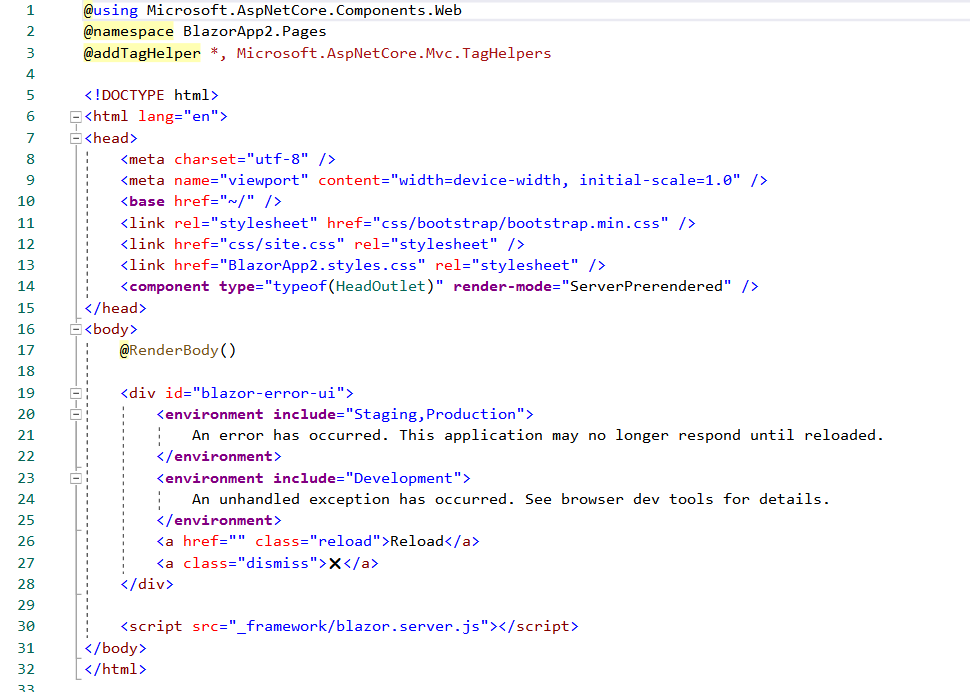 1 @using Microsoft.AspNetCore.Components.Web
2 @namespace BlazorApp2.Pages
3 @addTagHelper *, Microsoft.AspNetCore.Mvc.TagHelpers
4
5 <!DOCTYPE html>
6 <html lang="en">
7 <head>
8     <meta charset="utf-8" />
9     <meta name="viewport" content="width=device-width, initial-scale=1.0" />
10     <base href="~/" />
11     <link rel="stylesheet" href="css/bootstrap/bootstrap.min.css" />
12     <link href="css/site.css" rel="stylesheet" />
13     <link href="BlazorApp2.styles.css" rel="stylesheet" />
14     <component type="typeof(HeadOutlet)" render-mode="ServerPrerendered" />
15 </head>
16 <body>
17     @RenderBody()
18
19     <div id="blazor-error-ui">
20         <environment include="Staging,Production">
21             An error has occurred. This application may no longer respond until reloaded.
22         </environment>
23         <environment include="Development">
24             An unhandled exception has occurred. See browser dev tools for details.
25         </environment>
26         <a href="" class="reload">Reload</a>
27         <a class="dismiss">🗙</a>
28     </div>
29
30     <script src="_framework/blazor.server.js"></script>
31 </body>
32 </html>
33